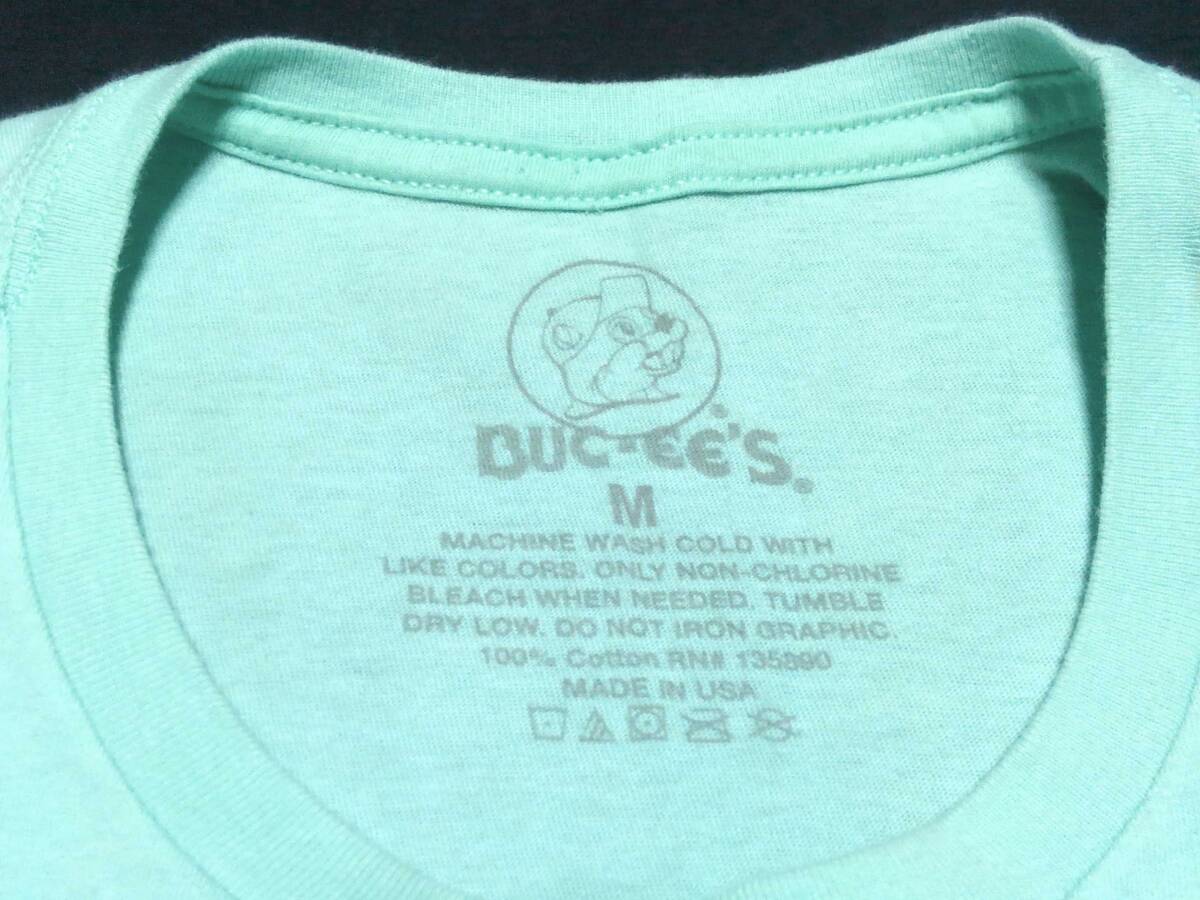 BUC-EE'S®
M
MACHINE WASH COLD WITH
LIKE COLORS. ONLY NON-CHLORINE
BLEACH WHEN NEEDED. TUMBLE
DRY LOW. DO NOT IRON GRAPHIC.
100% Cotton RN# 135890
MADE IN USA